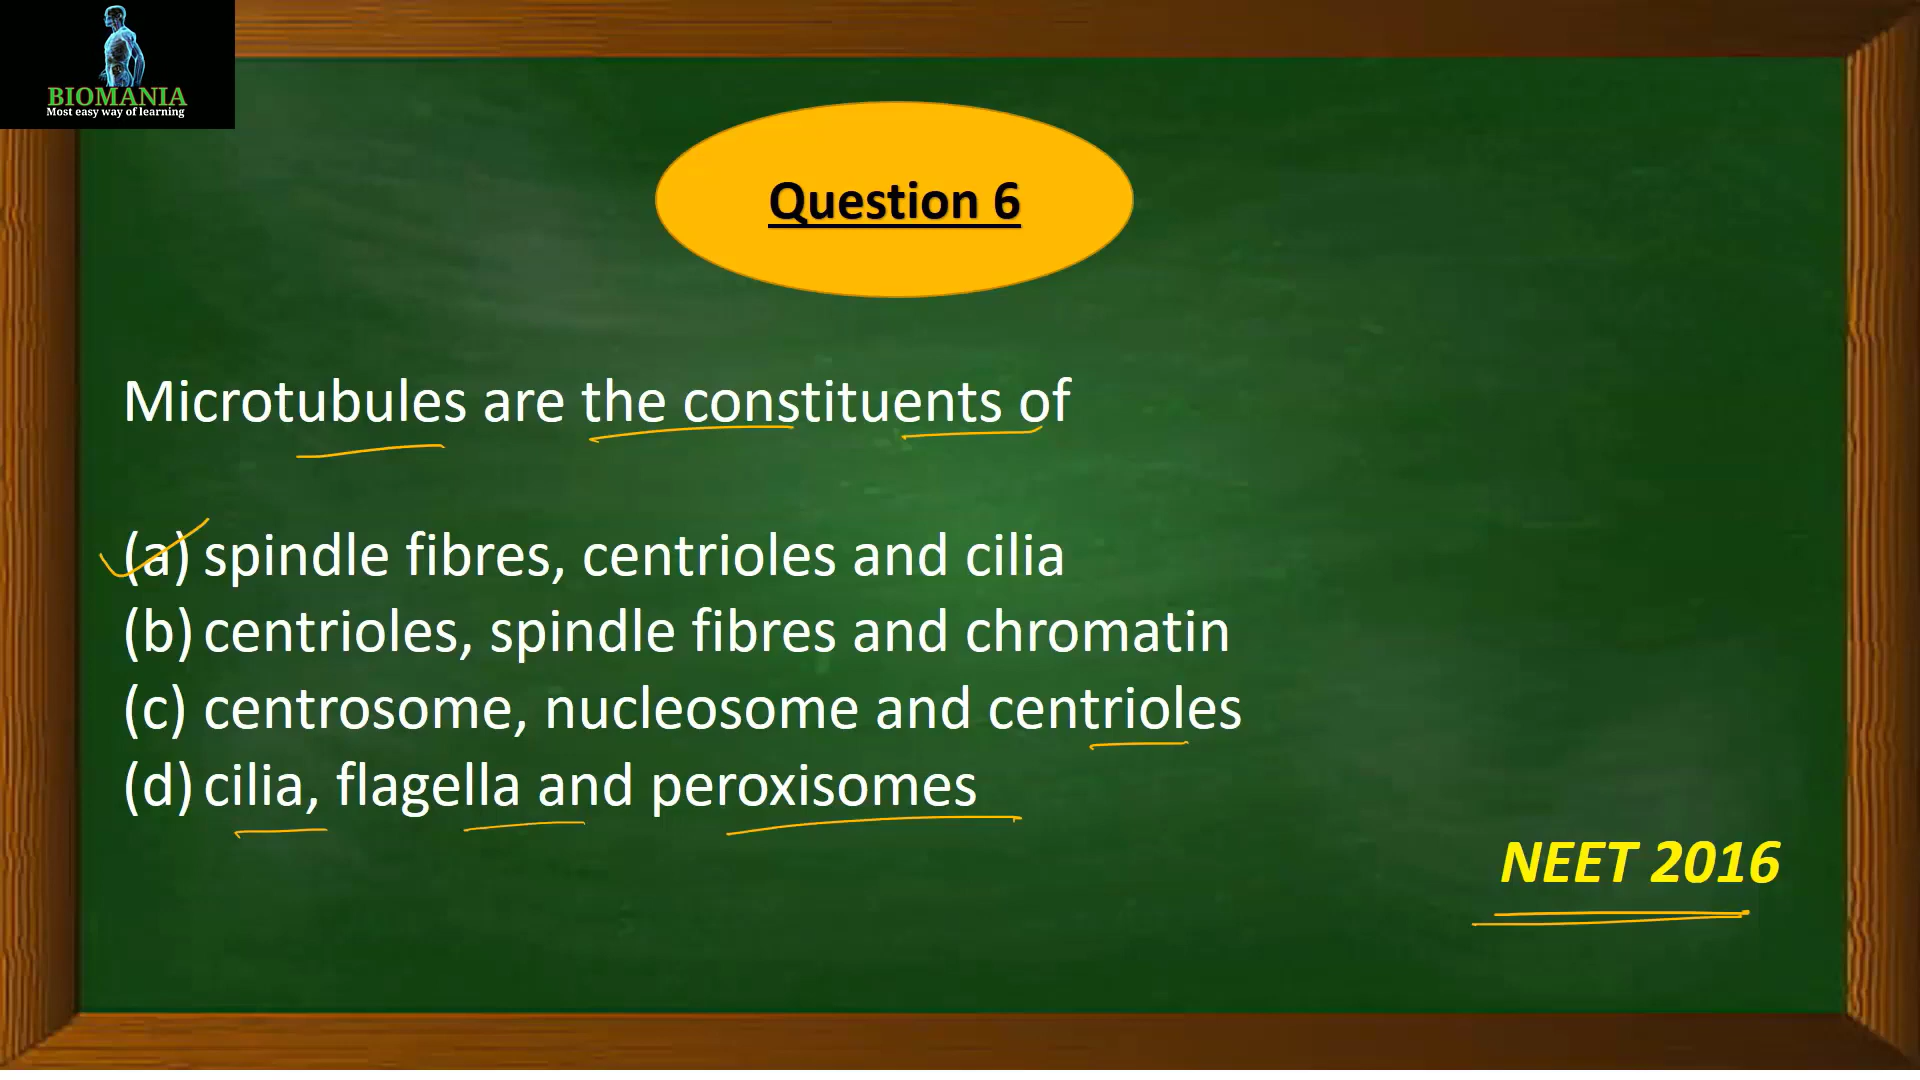 BIOMANIA
Most easy way of learning
Question 6
Microtubules are the constituents of
(a) spindle fibres, centrioles and cilia
(b) centrioles, spindle fibres and chromatin
(c) centrosome, nucleosome and centrioles
(d) cilia, flagella and peroxisomes
NEET 2016